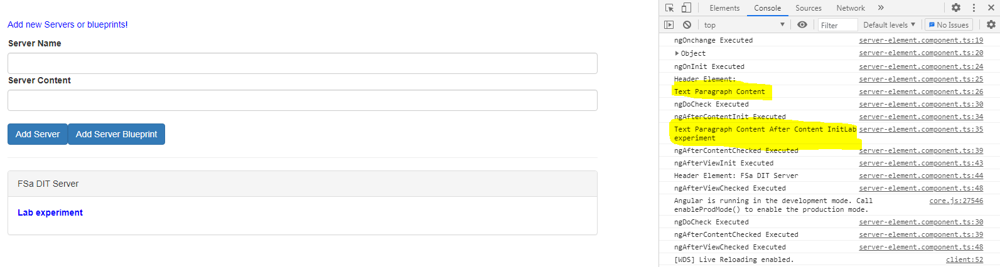 Add new Servers or blueprints!
Server Name
Server Content
Add Server Add Server Blueprint
FSa DIT Server
Lab experiment
Elements Console Sources Network »
top Filter Default levels No Issues
ngOnchange Executed server-element.component.ts:19
Object server-element.component.ts:20
ngOnInit Executed server-element.component.ts:24
Header Element: server-element.component.ts:25
Text Paragraph Content server-element.component.ts:26
ngDoCheck Executed server-element.component.ts:30
ngAfterContentInit Executed server-element.component.ts:34
Text Paragraph Content After Content InitLab server-element.component.ts:35
experiment
ngAfterContentChecked Executed server-element.component.ts:39
ngAfterViewInit Executed server-element.component.ts:43
Header Element: FSa DIT Server server-element.component.ts:44
ngAfterViewChecked Executed server-element.component.ts:48
Angular is running in the development mode. Call core.js:27546
enableProdMode() to enable the production mode.
ngDoCheck Executed server-element.component.ts:30
ngAfterContentChecked Executed server-element.component.ts:39
ngAfterViewChecked Executed server-element.component.ts:48
[WDS] Live Reloading enabled. client:52